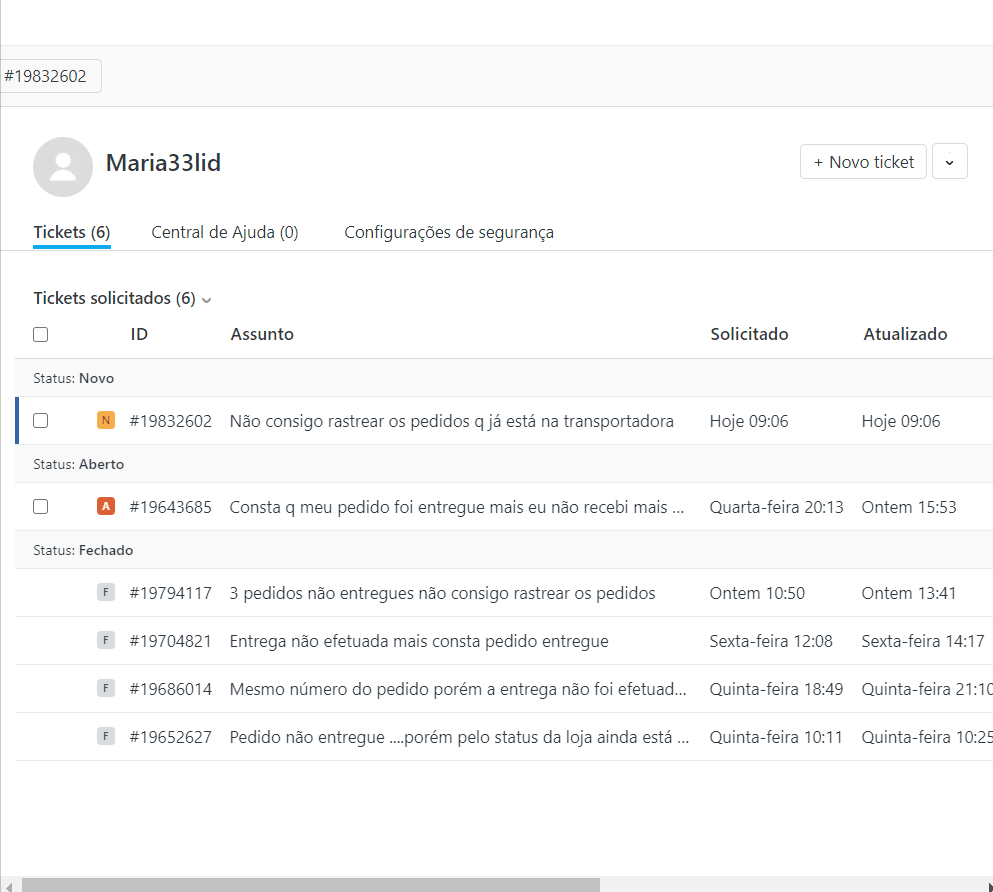 #19832602
Maria33lid
+ Novo ticket
Tickets (6) Central de Ajuda (0) Configurações de segurança
Tickets solicitados (6)
ID Assunto Solicitado Atualizado
Status: Novo
N #19832602 Não consigo rastrear os pedidos q já está na transportadora Hoje 09:06 Hoje 09:06
Status: Aberto
A #19643685 Consta q meu pedido foi entregue mais eu não recebi mais ... Quarta-feira 20:13 Ontem 15:53
Status: Fechado
F #19794117 3 pedidos não entregues não consigo rastrear os pedidos Ontem 10:50 Ontem 13:41
F #19704821 Entrega não efetuada mais consta pedido entregue Sexta-feira 12:08 Sexta-feira 14:17
F #19686014 Mesmo número do pedido porém a entrega não foi efetuad... Quinta-feira 18:49 Quinta-feira 21:10
F #19652627 Pedido não entregue ....porém pelo status da loja ainda está ... Quinta-feira 10:11 Quinta-feira 10:25